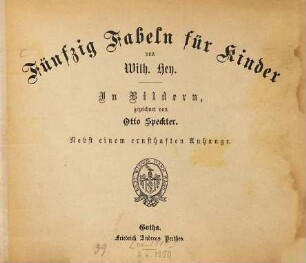 Fünfzig Fabeln für Kinder
von
Wilh. Hey.
In Bildern,
gezeichnet von
Otto Speckter.
Nebst einem ernsthaften Anhange.
Gotha.
Friedrich Andreas Perthes.